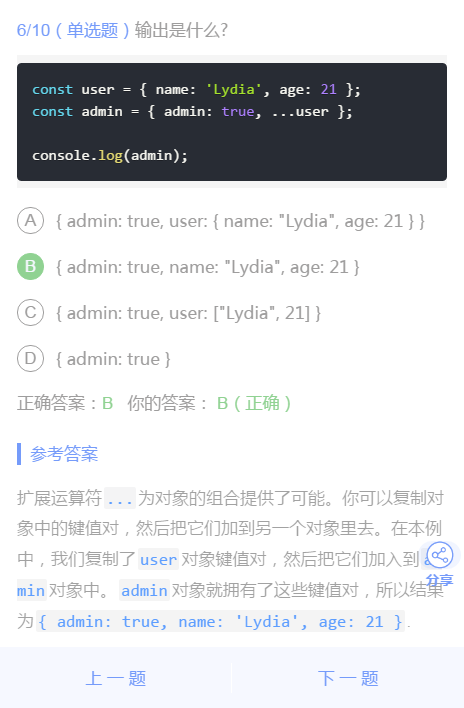 6/10（单选题）输出是什么?
const user = { name: 'Lydia', age: 21 };
const admin = { admin: true, ...user };
console.log(admin);
A { admin: true, user: { name: "Lydia", age: 21 } }
B { admin: true, name: "Lydia", age: 21 }
C { admin: true, user: ["Lydia", 21] }
D { admin: true }
正确答案：B 你的答案： B（正确）
参考答案
扩展运算符 ... 为对象的组合提供了可能。你可以复制对
象中的键值对，然后把它们加到另一个对象里去。在本例
中，我们复制了 user 对象键值对，然后把它们加入到
min 对象中。 admin 对象就拥有了这些键值对，所以结果
为 { admin: true, name: 'Lydia', age: 21 } .
分享
上一题 下一题